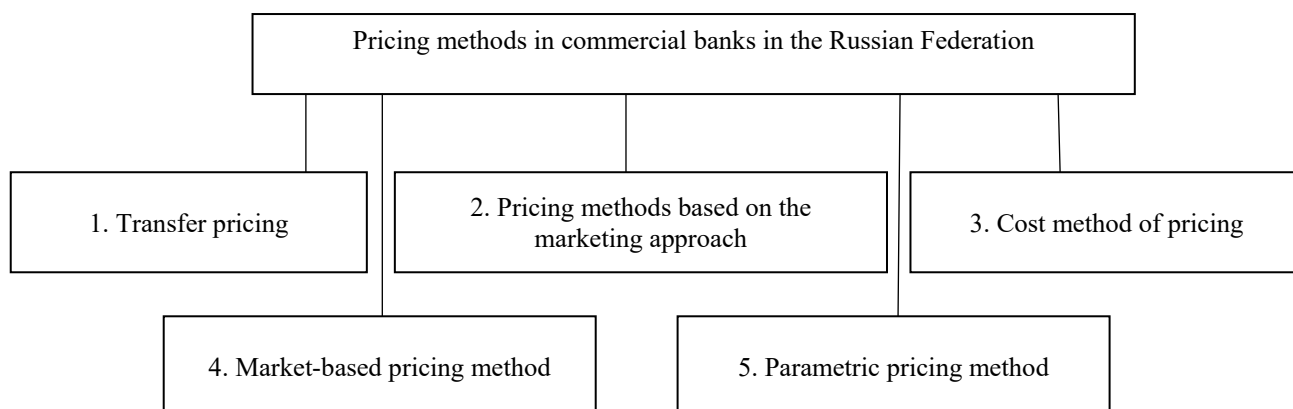 Pricing methods in commercial banks in the Russian Federation
1. Transfer pricing
2. Pricing methods based on the
marketing approach
3. Cost method of pricing
4. Market-based pricing method
5. Parametric pricing method